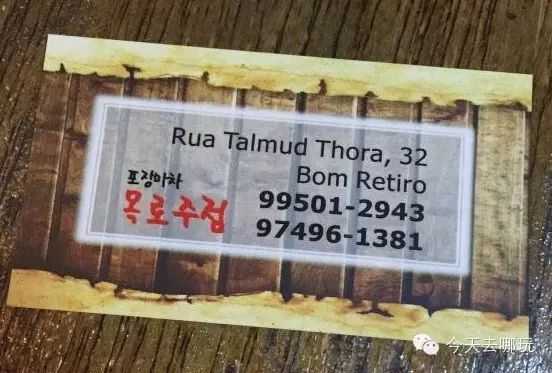 Rua Talmud Thora, 32
Bom Retiro
포장마차
목로주점
99501-2943
97496-1381
今天去哪玩